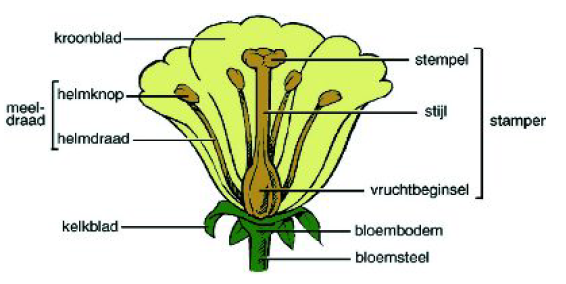 kroonblad
stempel
helmknop
meel-
draad
stijl
stamper
helmdraad
vruchtbeginsel
kelkblad
bloembodem
bloemsteel